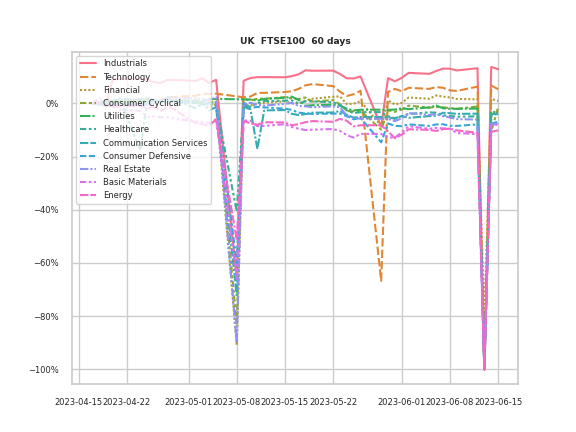 UK FTSE100 60 days
Industrials
Technology
Financial
Consumer Cyclical
Utilities
Healthcare
Communication Services
Consumer Defensive
Real Estate
Basic Materials
Energy
0%
−20%
−40%
−60%
−80%
−100%
2023-04-15 2023-04-22 2023-05-01 2023-05-08 2023-05-15 2023-05-22 2023-06-01 2023-06-08 2023-06-15